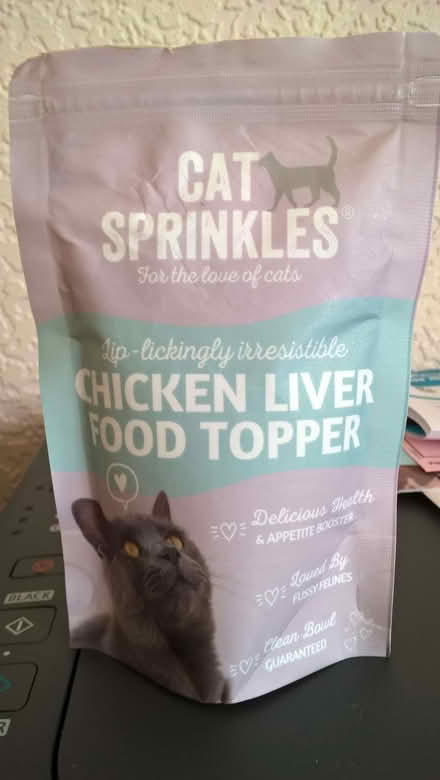 CAT
SPRINKLES®
For the love of cats
Lip-lickingly irresistible
CHICKEN LIVER
FOOD TOPPER
Delicious Health
& APPETITE BOOSTER
Loved By
FUSSY FELINES
Clean Bowl
GUARANTEED
BLACK